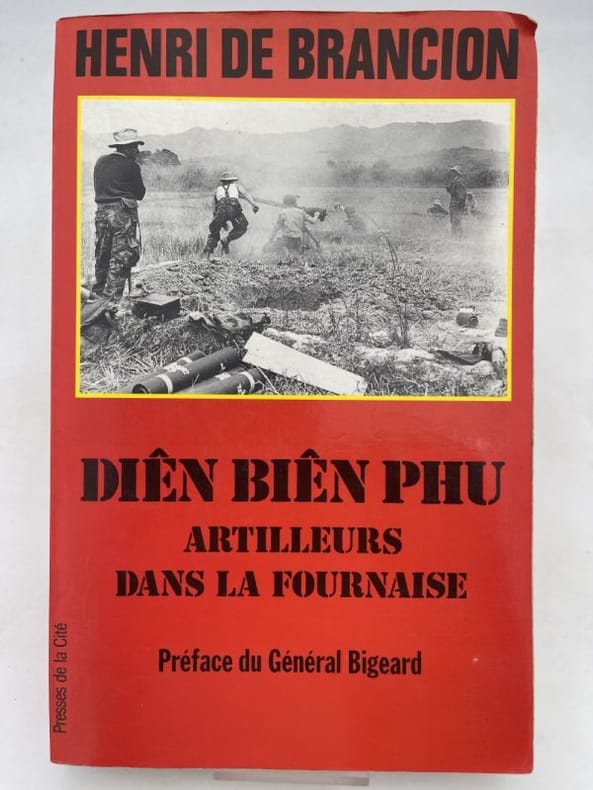 HENRI DE BRANCION
DIÊN BIÊN PHU
ARTILLEURS
DANS LA FOURNAISE
Préface du Général Bigeard
Presses de la Cité